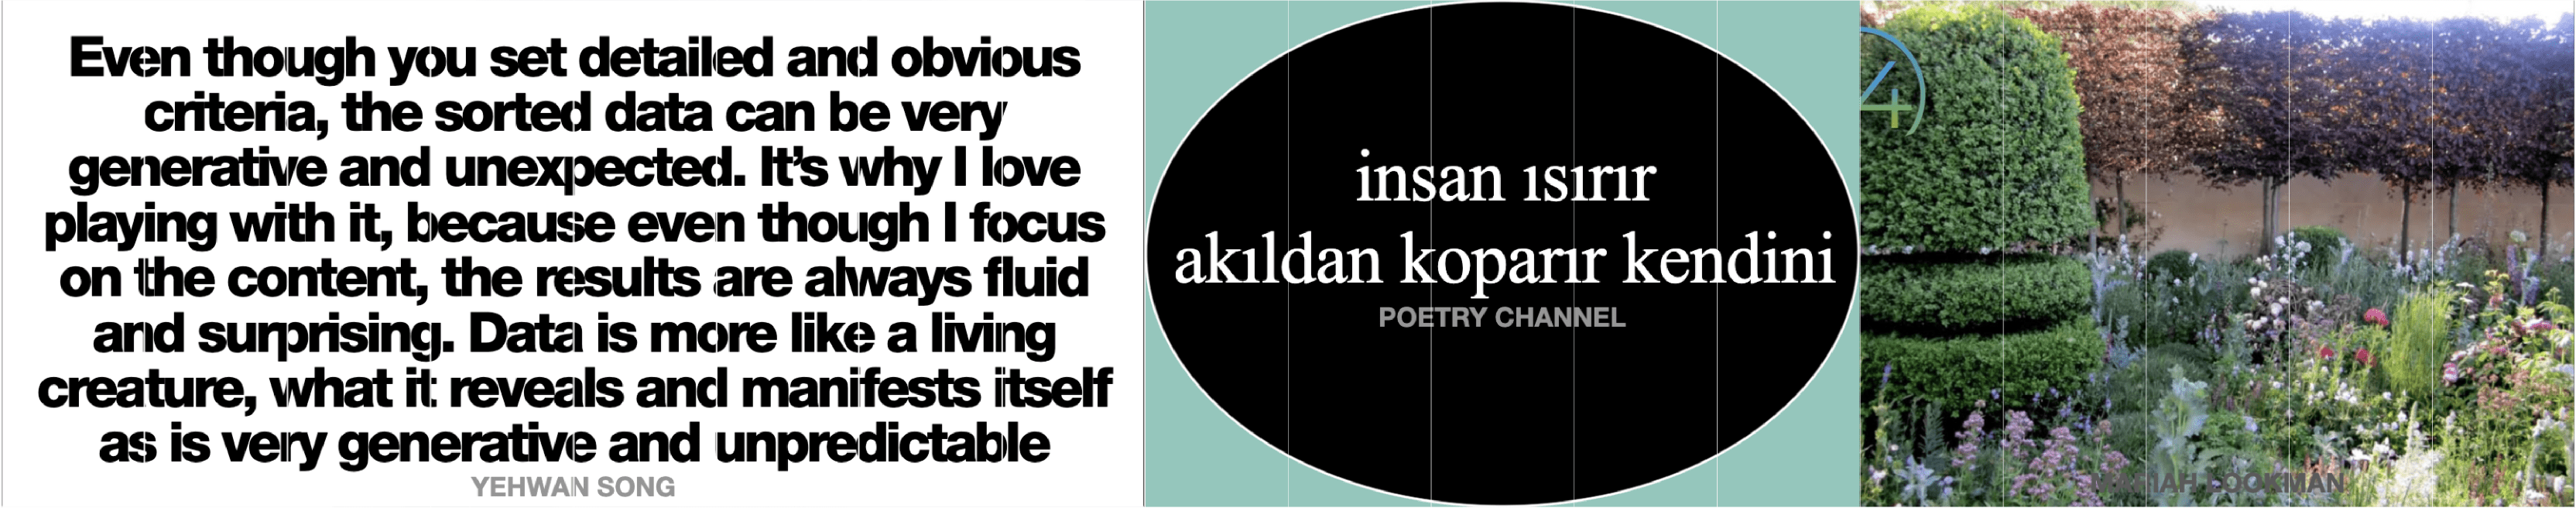 Even though you set detailed and obvious
criteria, the sorted data can be very
generative and unexpected. It's why I love
playing with it, because even though I focus
on the content, the results are always fluid
and surprising. Data is more like a living
creature, what it reveals and manifests itself
as is very generative and unpredictable
YEHWAN SONG
insan ısırır
akıldan koparır kendini
POETRY CHANNEL
4
MARIAH LOOKMAN